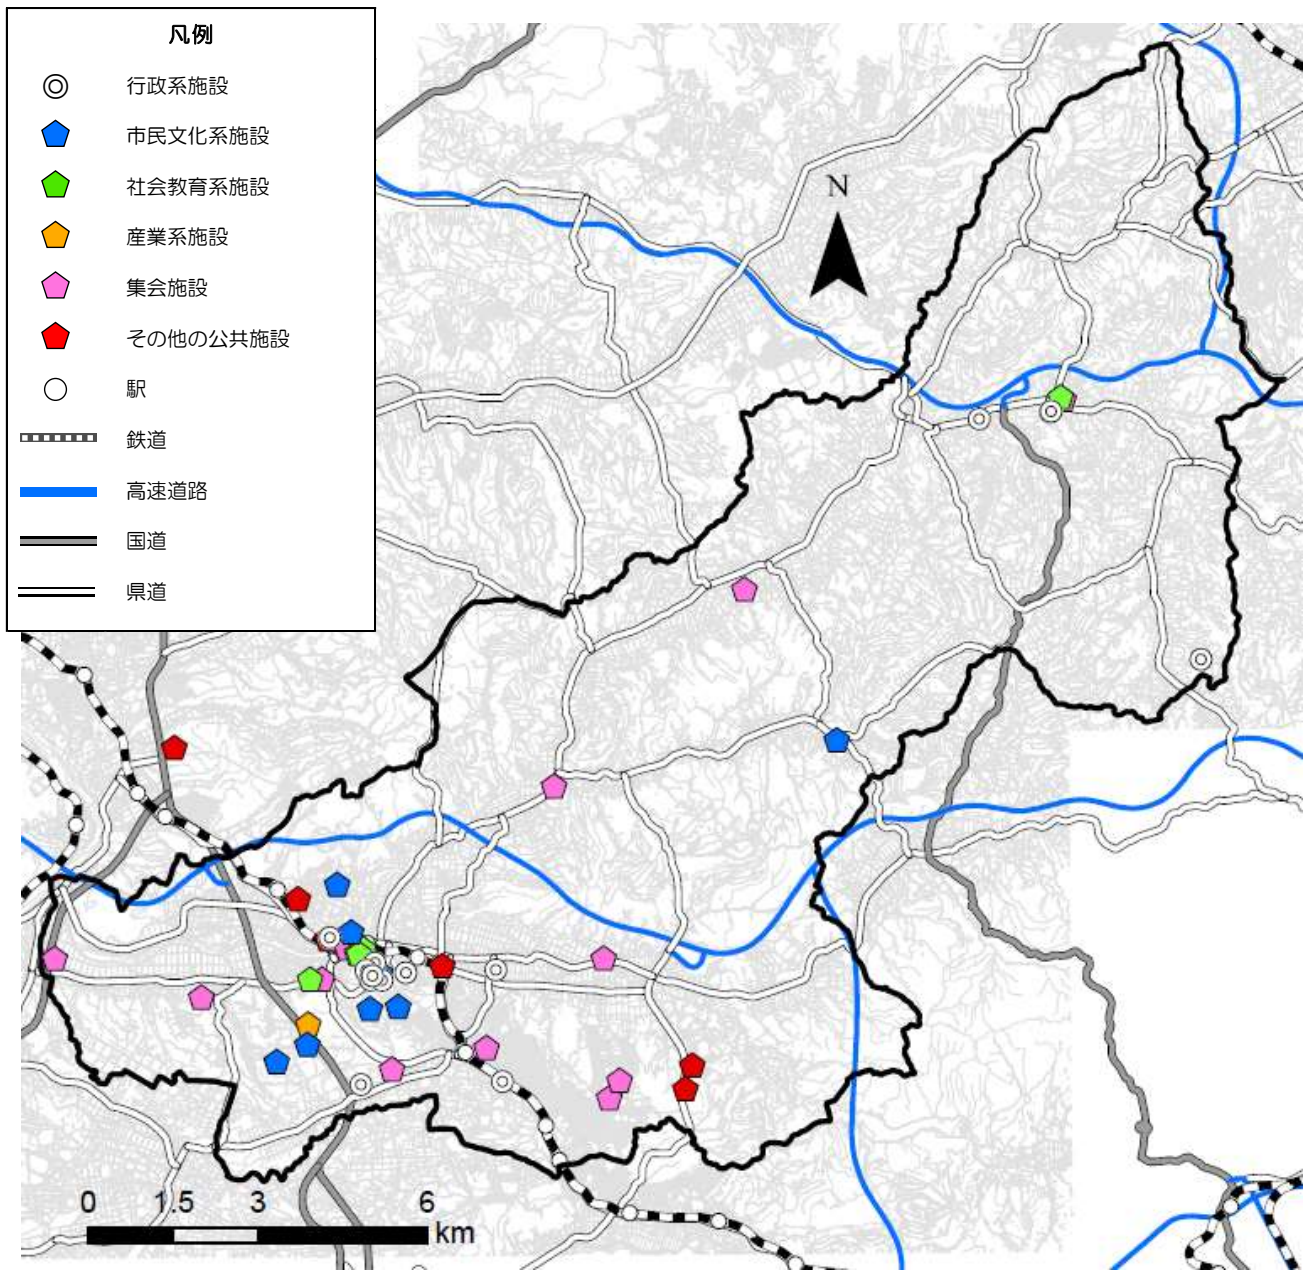 凡例
行政系施設
市民文化系施設
社会教育系施設
産業系施設
集会施設
その他の公共施設
駅
鉄道
高速道路
国道
県道
N
0 1.5 3 6
km